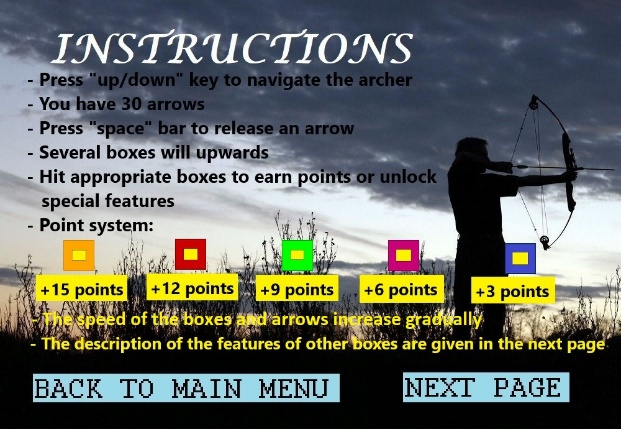 INSTRUCTIONS
- Press "up/down" key to navigate the archer
- You have 30 arrows
- Press "space" bar to release an arrow
- Several boxes will upwards
- Hit appropriate boxes to earn points or unlock
special features
- Point system:
+15 points +12 points +9 points +6 points +3 points
- The speed of the boxes and arrows increase gradually
- The description of the features of other boxes are given in the next page
BACK TO MAIN MENU NEXT PAGE